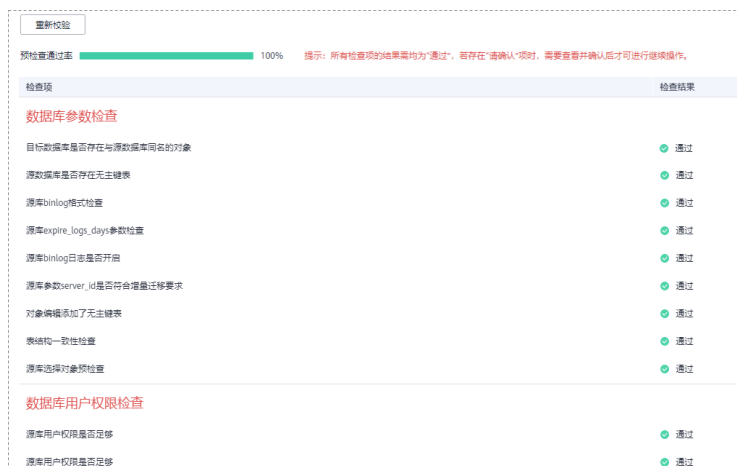 重新校验
预检查通过率 100% 提示：所有检查项的结果需均为"通过"，若存在"请确认"项时，需要查看并确认后才可进行继续操作。
检查项 检查结果
数据库参数检查
目标数据库是否存在与源数据库同名的对象 通过
源数据库是否存在无主键表 通过
源库binlog格式检查 通过
源库expire_logs_days参数检查 通过
源库binlog日志是否开启 通过
源库参数server_id是否符合增量迁移要求 通过
对象编辑添加了无主键表 通过
表结构一致性检查 通过
源库选择对象预检查 通过
数据库用户权限检查
源库用户权限是否足够 通过
源库用户权限是否足够 通过